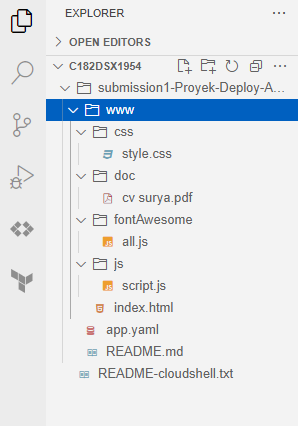 EXPLORER
OPEN EDITORS
C182DSX1954
submission1-Proyek-Deploy-A...
www
css
style.css
doc
cv surya.pdf
fontAwesome
JS all.js
js
JS script.js
index.html
app.yaml
README.md
README-cloudshell.txt